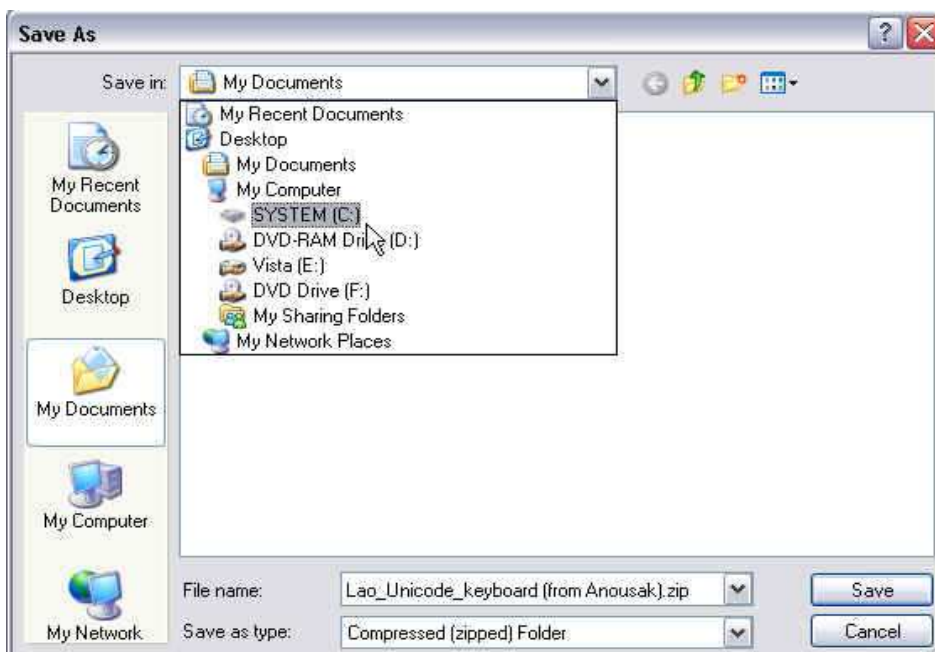 Save As
Save in:
My Documents
My Recent Documents
Desktop
My Documents
My Computer
SYSTEM (C:)
DVD-RAM Drive (D:)
Vista (E:)
DVD Drive (F:)
My Sharing Folders
My Network Places
My Recent
Documents
Desktop
My Documents
My Computer
My Network
File name:
Lao_Unicode_keyboard (from Anousak).zip
Save
Save as type:
Compressed (zipped) Folder
Cancel